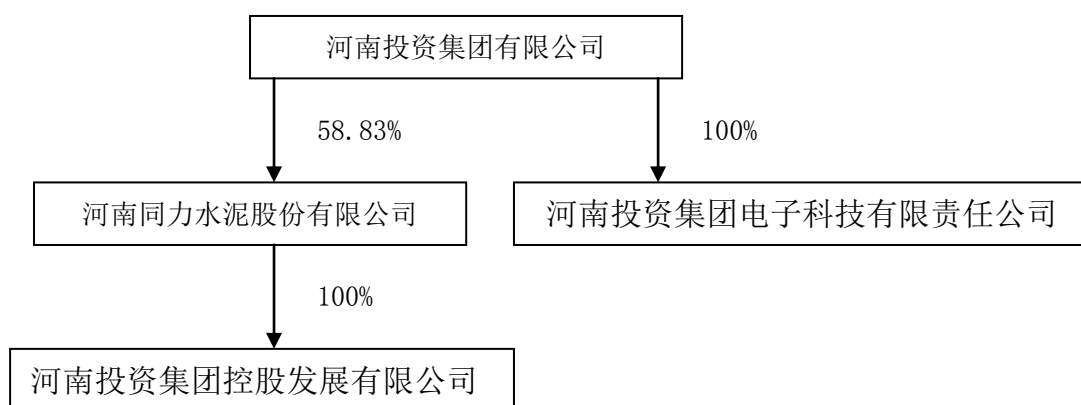 河南投资集团有限公司
58.83%
100%
河南同力水泥股份有限公司
河南投资集团电子科技有限责任公司
100%
河南投资集团控股发展有限公司